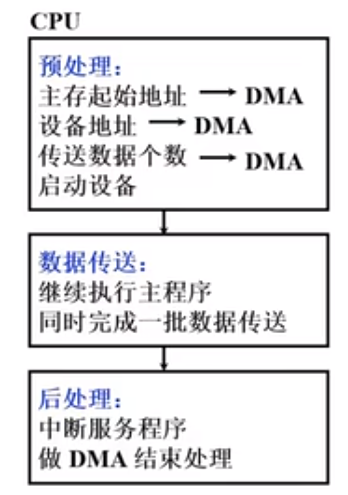 CPU
预处理：
主存起始地址 → DMA
设备地址 → DMA
传送数据个数 → DMA
启动设备
数据传送：
继续执行主程序
同时完成一批数据传送
后处理：
中断服务程序
做 DMA 结束处理